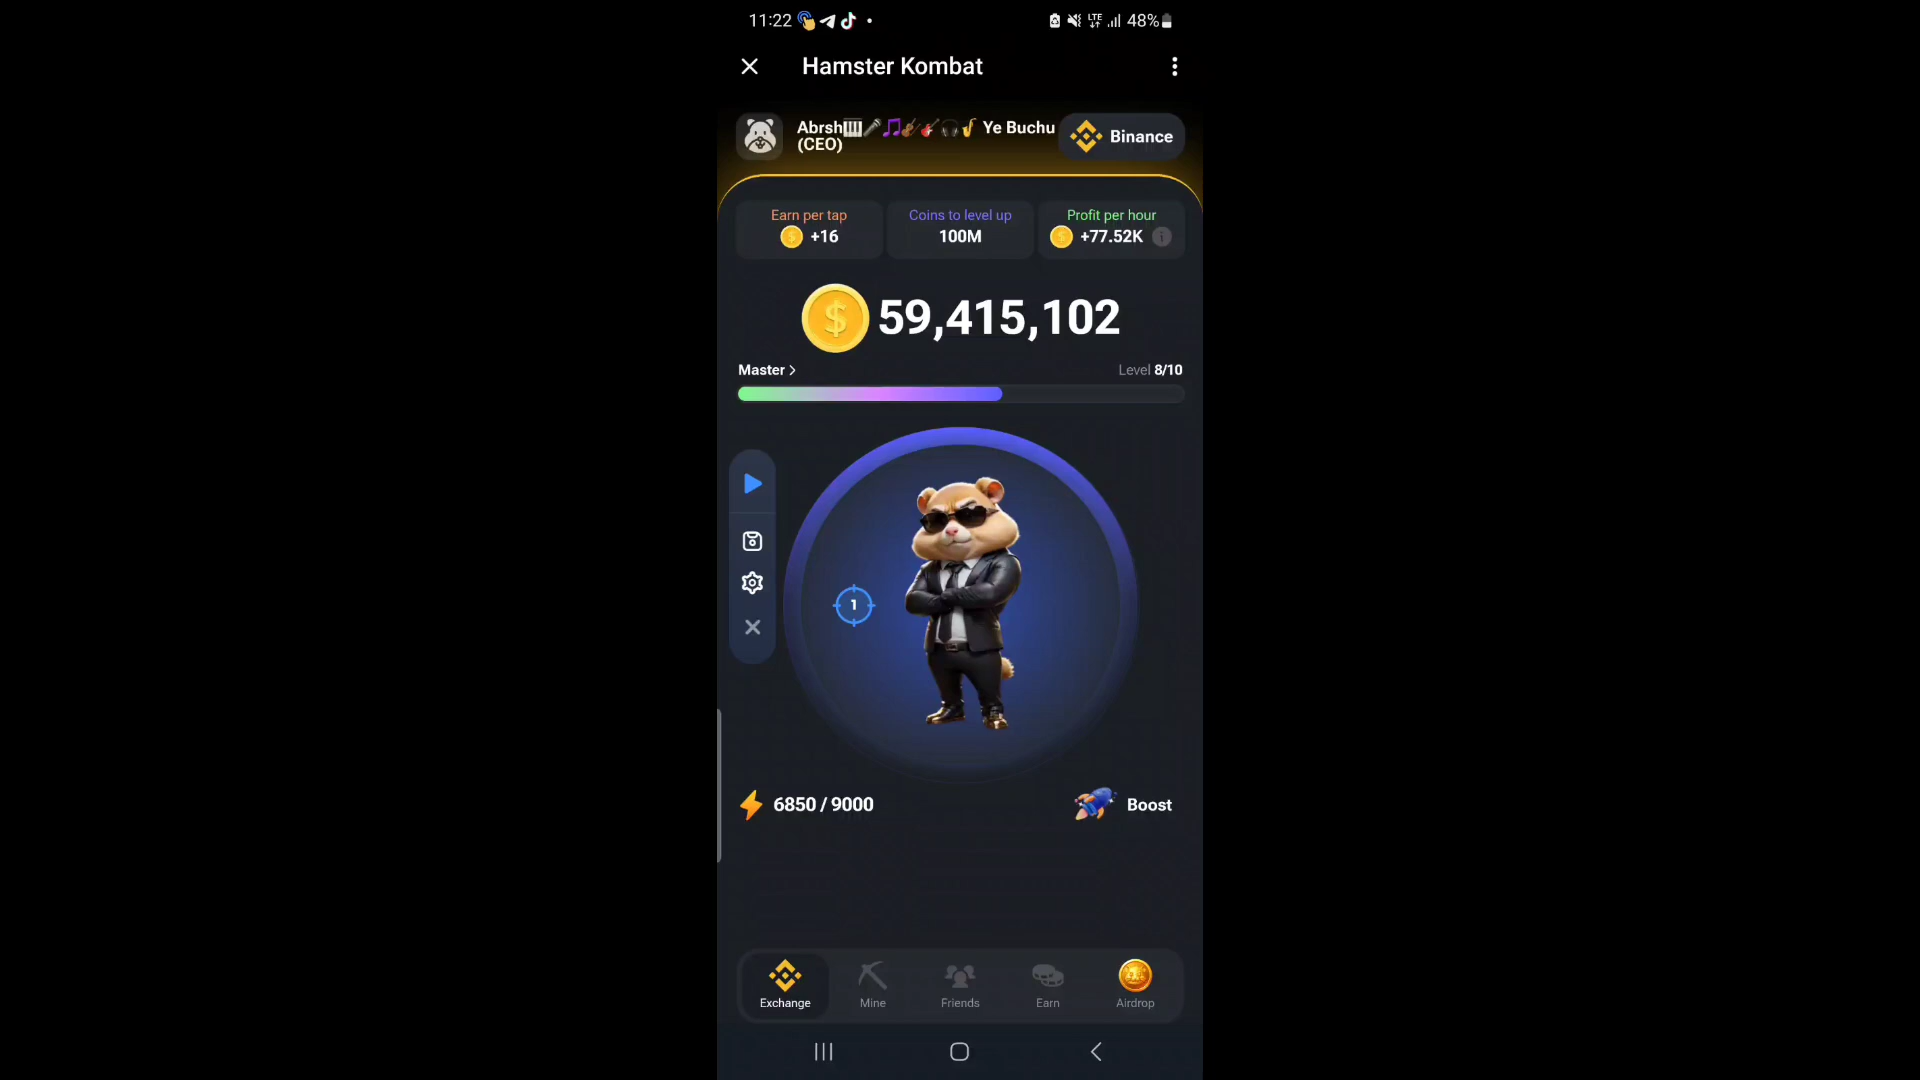 11:22 48%
Hamster Kombat
Abrsh🎹🎤🎵🎻🎸🎧🎷 Ye Buchu
(CEO)
Binance
Earn per tap
+16
Coins to level up
100M
Profit per hour
+77.52K
59,415,102
Master >
Level 8/10
1
6850 / 9000
Boost
Exchange
Mine
Friends
Earn
Airdrop